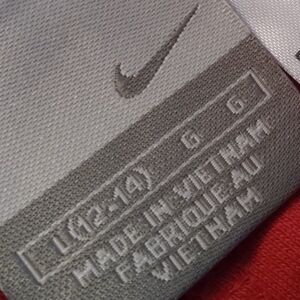 L(12-14) G G
MADE IN VIETNAM
FABRIQUE AU
VIETNAM